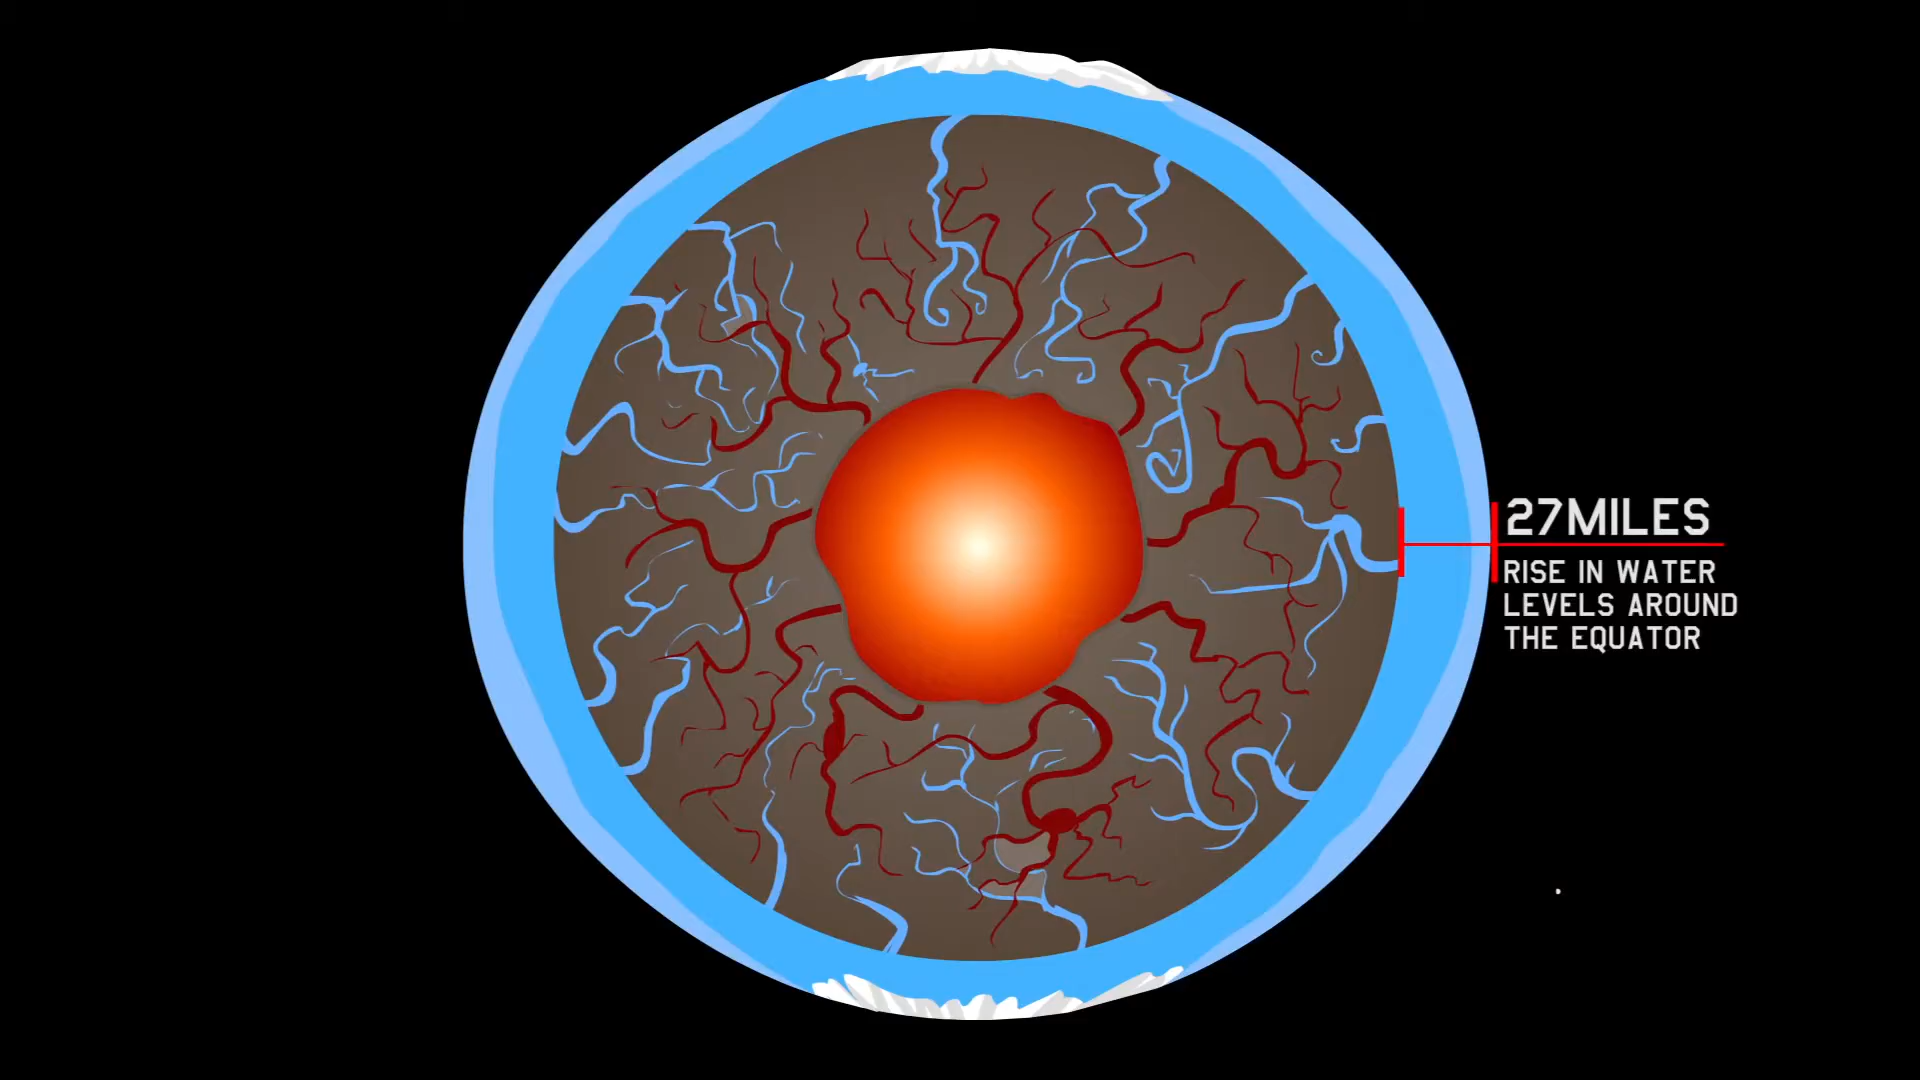 27MILES
RISE IN WATER
LEVELS AROUND
THE EQUATOR